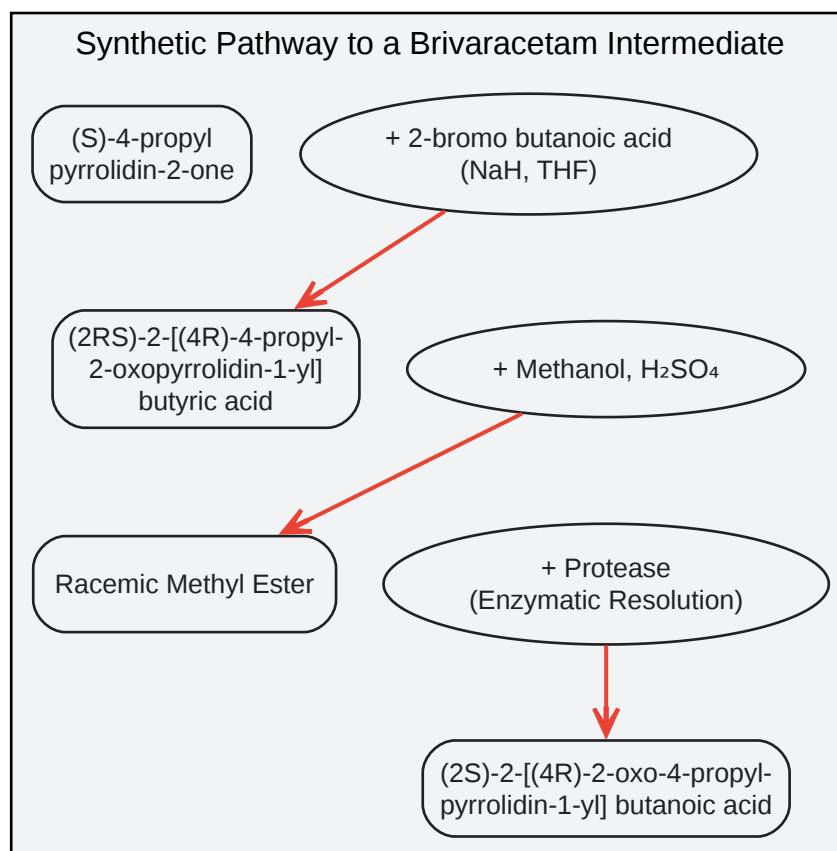 Synthetic Pathway to a Brivaracetam Intermediate
(S)-4-propyl
pyrrolidin-2-one
+ 2-bromo butanoic acid
(NaH, THF)
(2RS)-2-[(4R)-4-propyl-
2-oxopyrrolidin-1-yl]
butyric acid
+ Methanol, H₂SO₄
Racemic Methyl Ester
+ Protease
(Enzymatic Resolution)
(2S)-2-[(4R)-2-oxo-4-propyl-
pyrrolidin-1-yl] butanoic acid